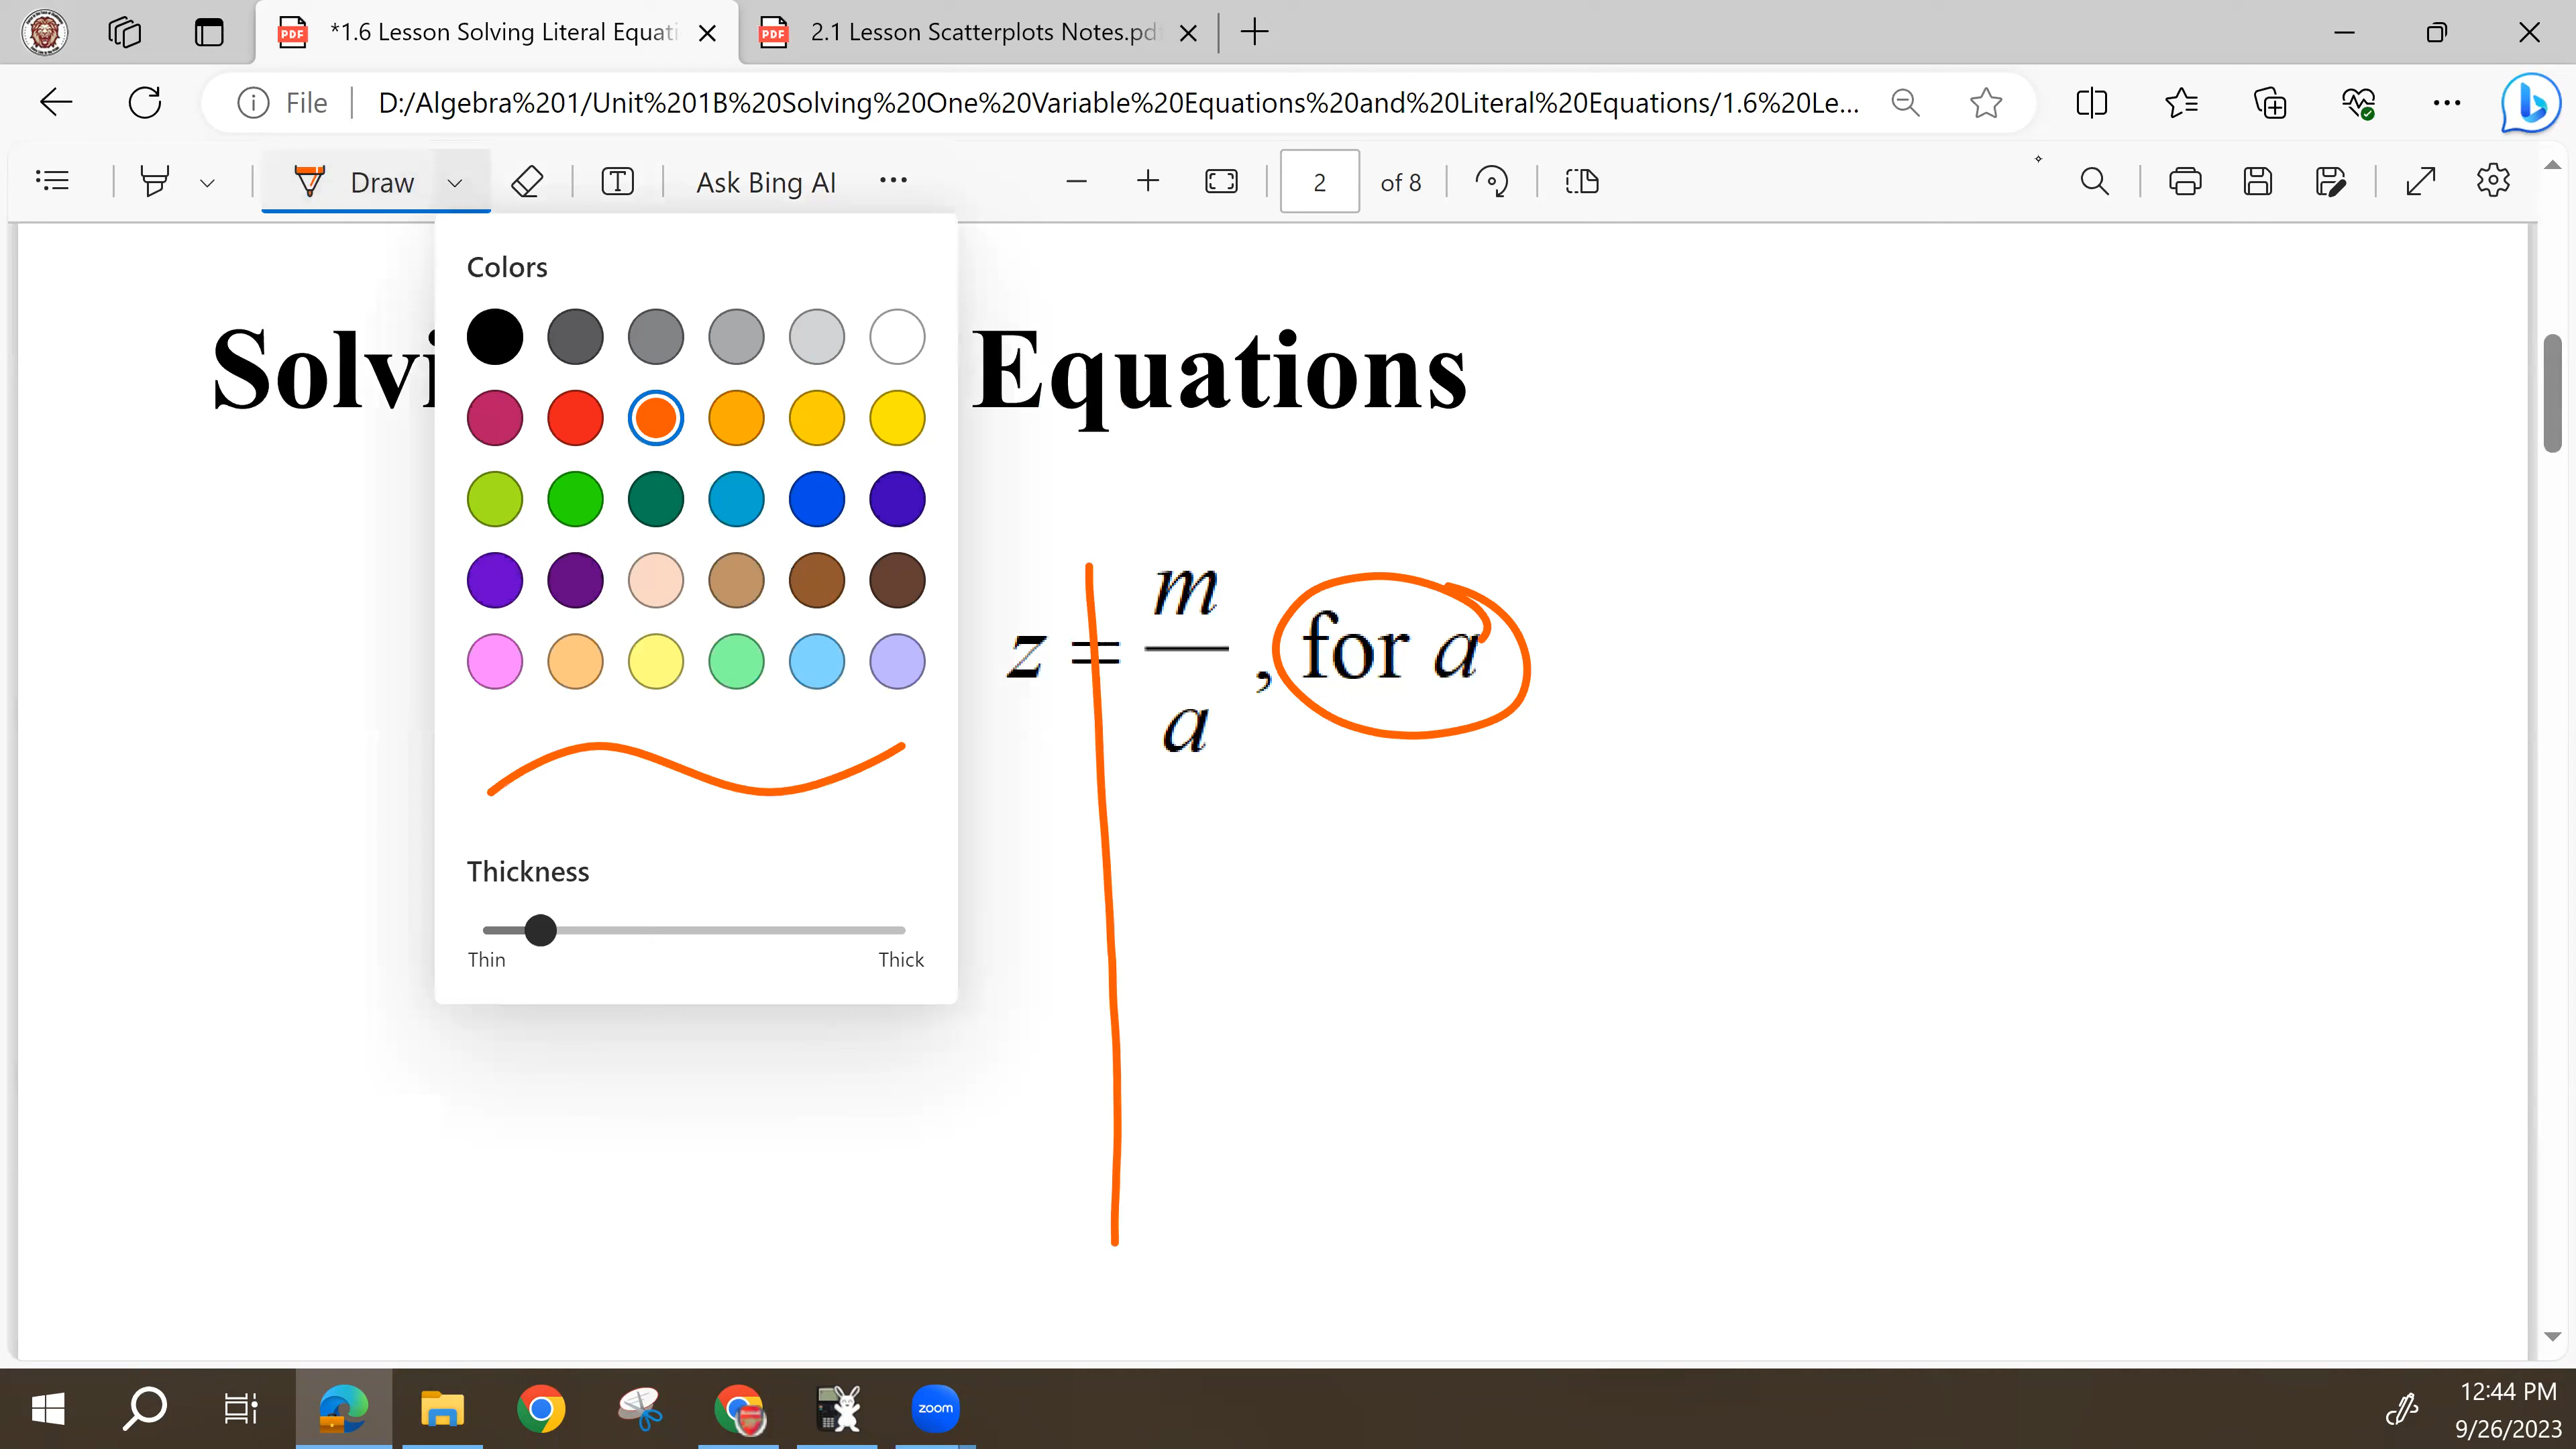 *1.6 Lesson Solving Literal Equati
2.1 Lesson Scatterplots Notes.pd
File
D:/Algebra%201/Unit%201B%20Solving%20One%20Variable%20Equations%20and%20Literal%20Equations/1.6%20Le...
Draw
Ask Bing AI
2
of 8
Colors
Solvi Equations
z = m/a , for a
Thickness
Thin
Thick
zoom
12:44 PM
9/26/2023